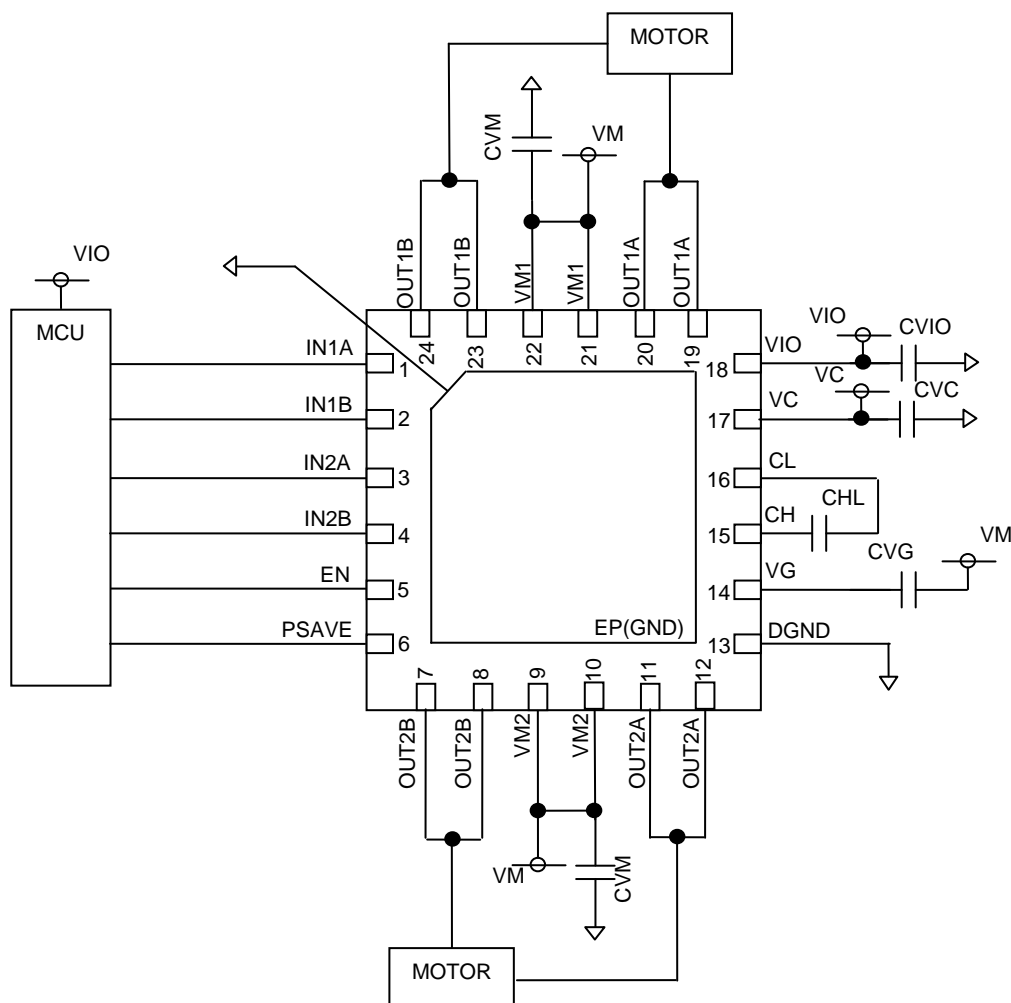 MOTOR
CVM
VM
OUT1B
OUT1B
VM1
VM1
OUT1A
OUT1A
VIO
MCU
24
23
22
21
20
19
IN1A
1
IN1B
2
IN2A
3
IN2B
4
EN
5
PSAVE
6
VIO
CVIO
VIO
18
VC
CVC
VC
17
CL
16
CHL
CH
15
CVG
VM
VG
14
DGND
13
EP(GND)
7
8
9
10
11
12
OUT2B
OUT2B
VM2
VM2
OUT2A
OUT2A
VM
CVM
MOTOR